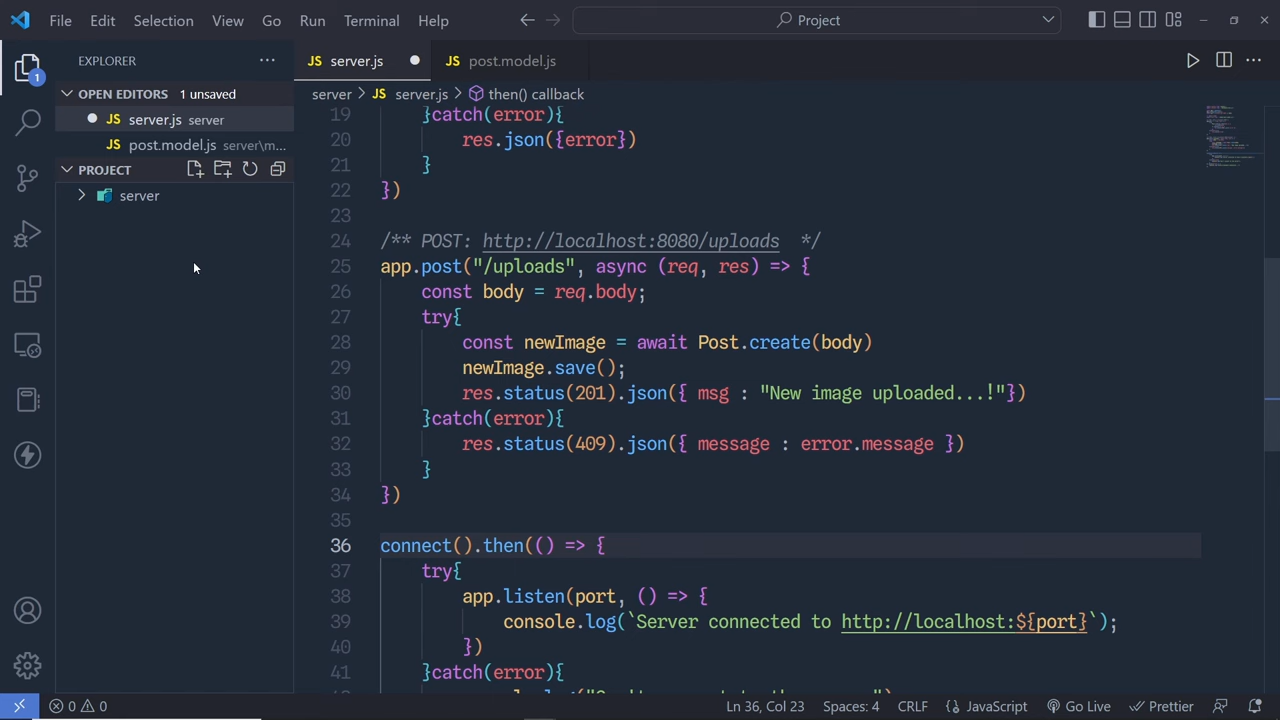 File Edit Selection View Go Run Terminal Help Project
EXPLORER
JS server.js JS post.model.js
OPEN EDITORS 1 unsaved
server > JS server.js > then() callback
JS server.js server
JS post.model.js server\m...
PROJECT
server
1
19 }catch(error){
20 res.json({error})
21 }
22 })
23
24 /** POST: http://localhost:8080/uploads */
25 app.post("/uploads", async (req, res) => {
26 const body = req.body;
27 try{
28 const newImage = await Post.create(body)
29 newImage.save();
30 res.status(201).json({ msg : "New image uploaded...!"})
31 }catch(error){
32 res.status(409).json({ message : error.message })
33 }
34 })
35
36 connect().then(() => {
37 try{
38 app.listen(port, () => {
39 console.log(`Server connected to http://localhost:${port}`);
40 })
41 }catch(error){
0 0 Ln 36, Col 23 Spaces: 4 CRLF {} JavaScript Go Live Prettier